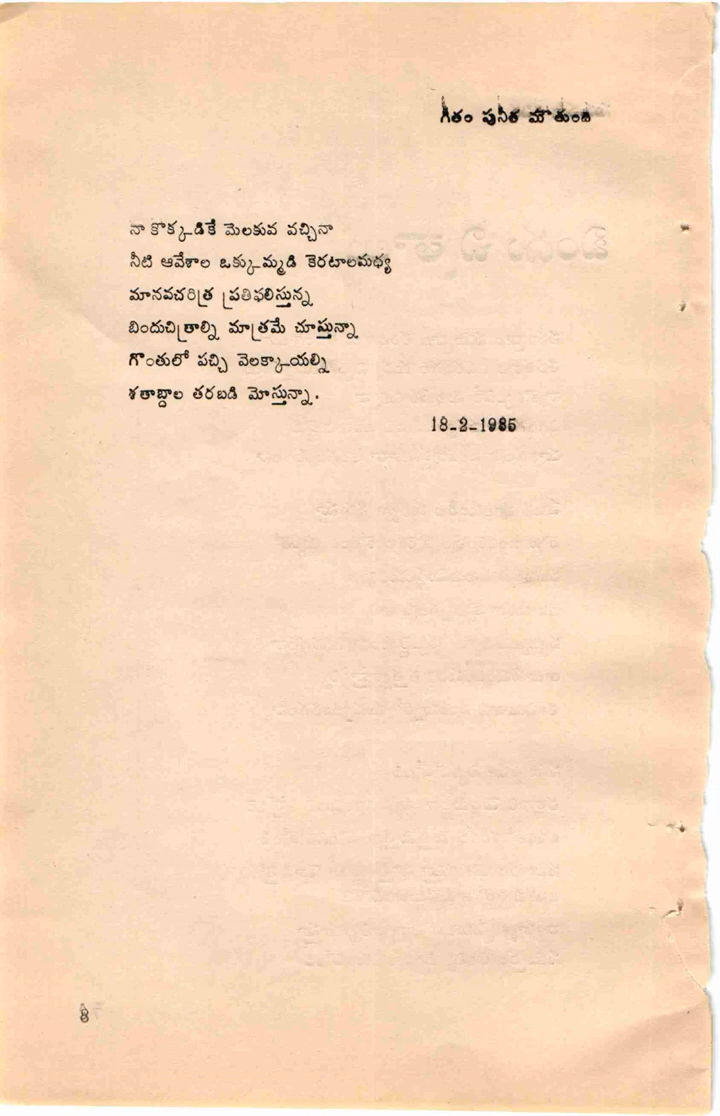 గీతం పునీత మౌతుంది
నా కొక్కడికే మెలకువ వచ్చినా
నీటి ఆవేశాల ఒక్కుమ్మడి కెరటాలమధ్య
మానవచరిత్ర ప్రతిఫలిస్తున్న
బిందుచిత్రాల్ని మాత్రమే చూస్తున్నా
గొంతులో పచ్చి వెలక్కాయల్ని
శతాబ్దాల తరబడి మోస్తున్నా.
18-2-1985
8